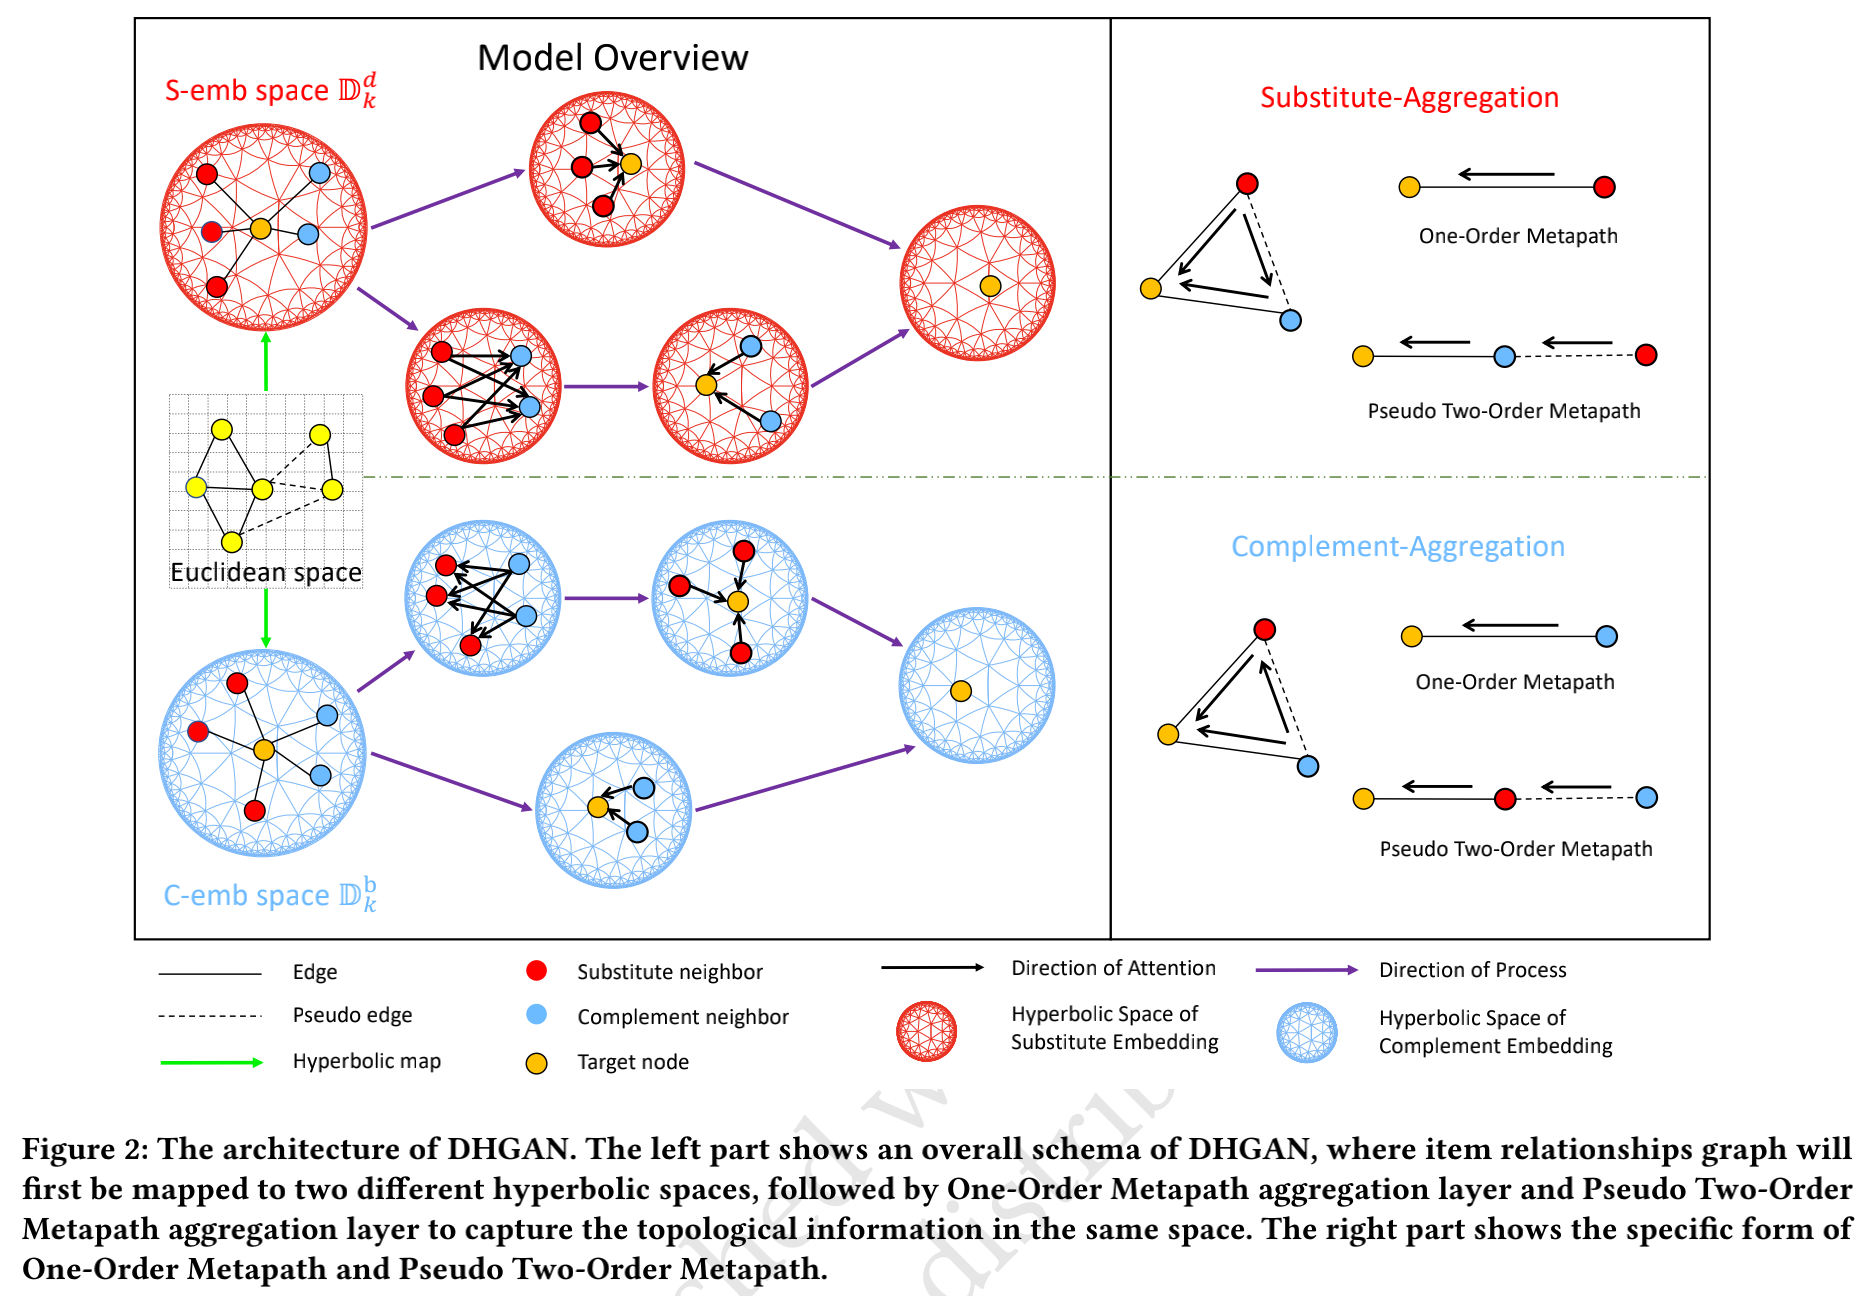 Model Overview
S-emb space 𝔻_k^d
Euclidean space
C-emb space 𝔻_k^b
Substitute-Aggregation
One-Order Metapath
Pseudo Two-Order Metapath
Complement-Aggregation
One-Order Metapath
Pseudo Two-Order Metapath
Edge
Substitute neighbor
Direction of Attention
Direction of Process
Pseudo edge
Complement neighbor
Hyperbolic Space of
Substitute Embedding
Hyperbolic Space of
Complement Embedding
Hyperbolic map
Target node
Figure 2: The architecture of DHGAN. The left part shows an overall schema of DHGAN, where item relationships graph will
first be mapped to two different hyperbolic spaces, followed by One-Order Metapath aggregation layer and Pseudo Two-Order
Metapath aggregation layer to capture the topological information in the same space. The right part shows the specific form of
One-Order Metapath and Pseudo Two-Order Metapath.